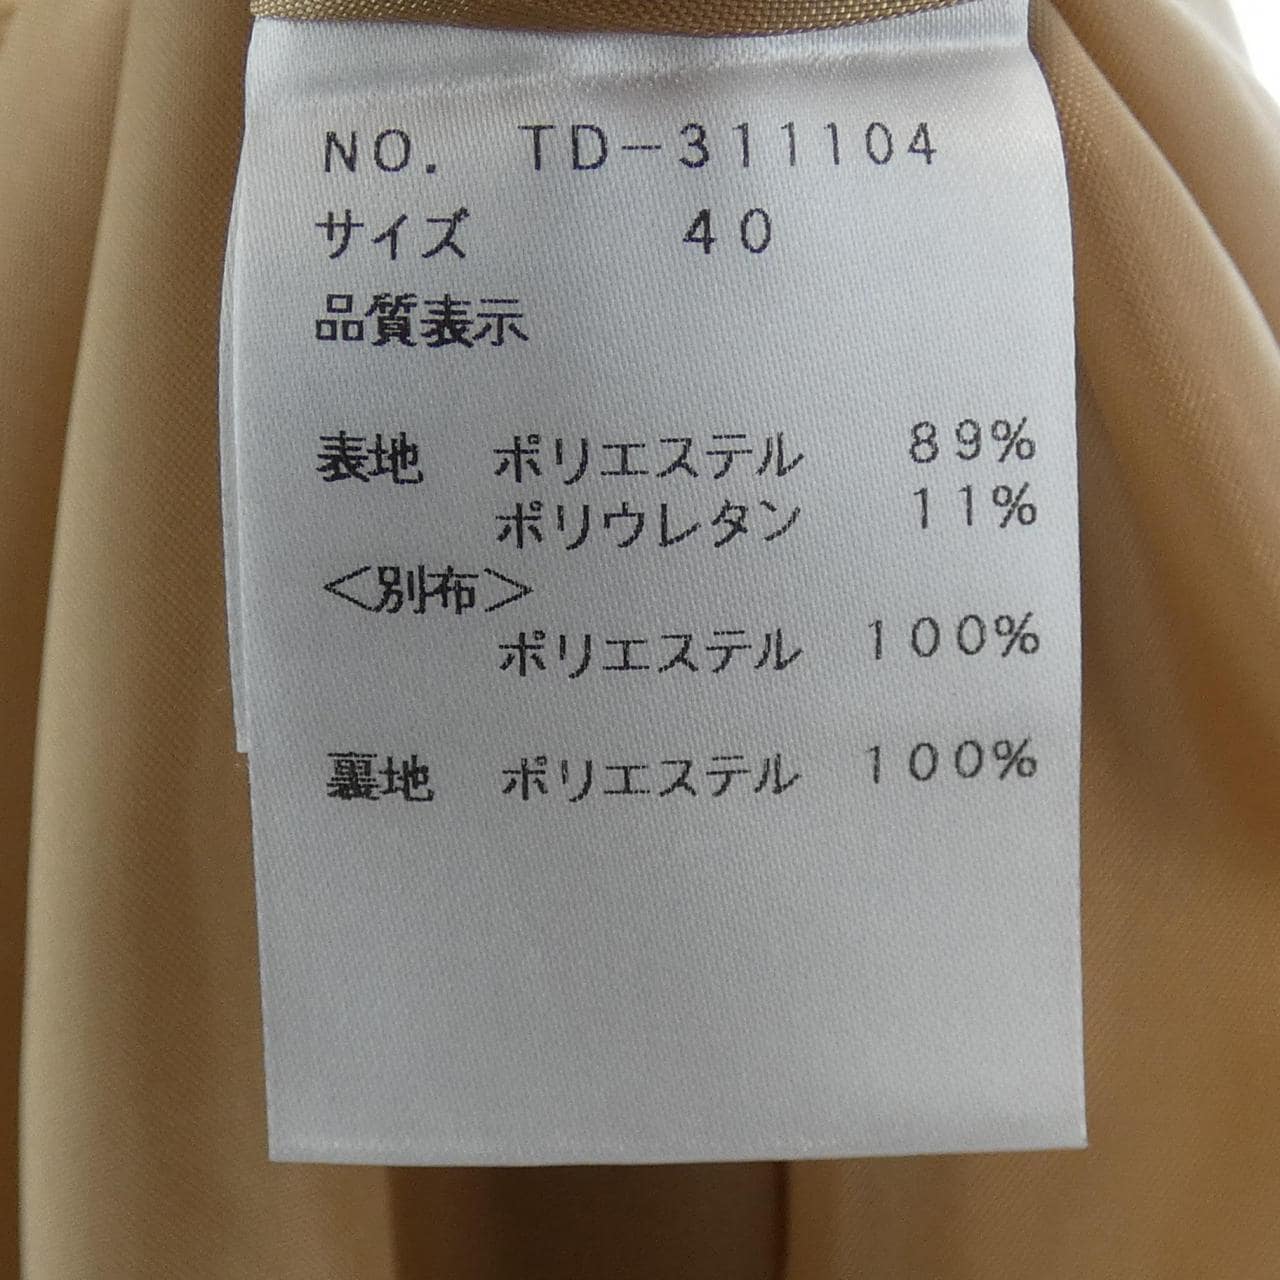 NO. TD-311104
サイズ 40
品質表示
表地 ポリエステル 89%
ポリウレタン 11%
<別布>
ポリエステル 100%
裏地 ポリエステル 100%